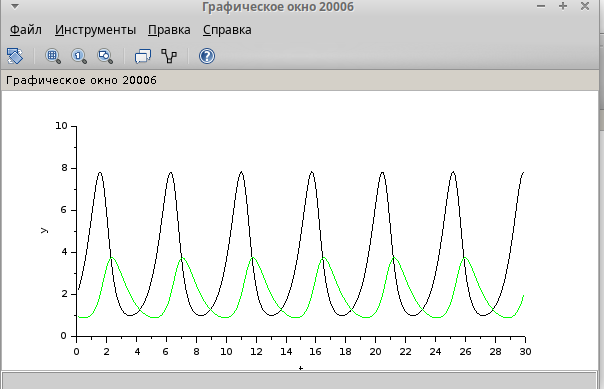 Графическое окно 20006
Файл Инструменты Правка Справка
Графическое окно 20006
10
8
6
y
4
2
0
0 2 4 6 8 10 12 14 16 18 20 22 24 26 28 30